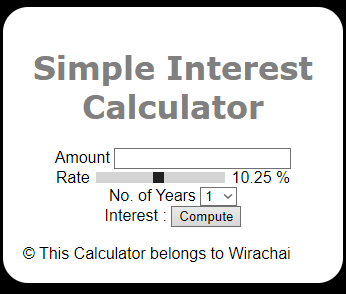 Simple Interest
Calculator
Amount
Rate 10.25 %
No. of Years 1
Interest : Compute
© This Calculator belongs to Wirachai